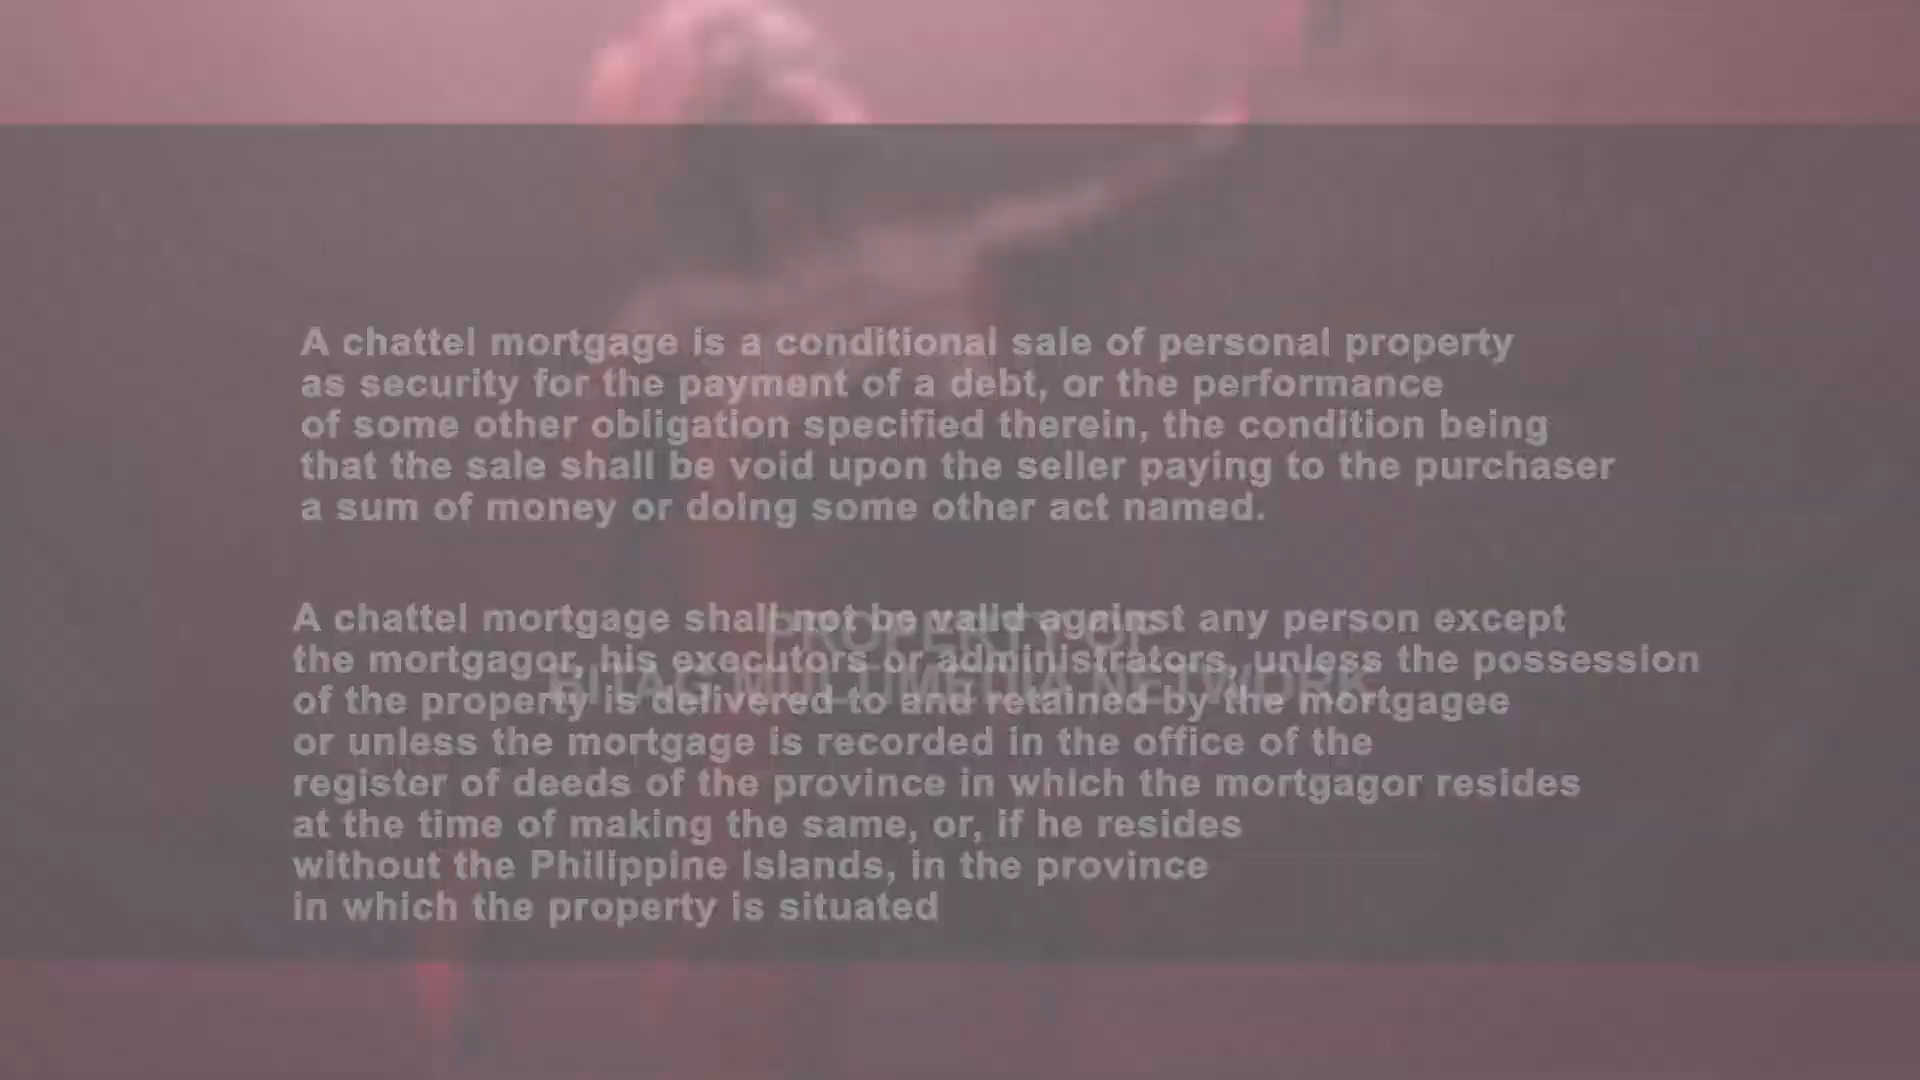 A chattel mortgage is a conditional sale of personal property
as security for the payment of a debt, or the performance
of some other obligation specified therein, the condition being
that the sale shall be void upon the seller paying to the purchaser
a sum of money or doing some other act named.
A chattel mortgage shall not be valid against any person except
the mortgagor, his executors or administrators, unless the possession
of the property is delivered to and retained by the mortgagee
or unless the mortgage is recorded in the office of the
register of deeds of the province in which the mortgagor resides
at the time of making the same, or, if he resides
without the Philippine Islands, in the province
in which the property is situated
PROPERTY OF
BITAG MULTIMEDIA NETWORK